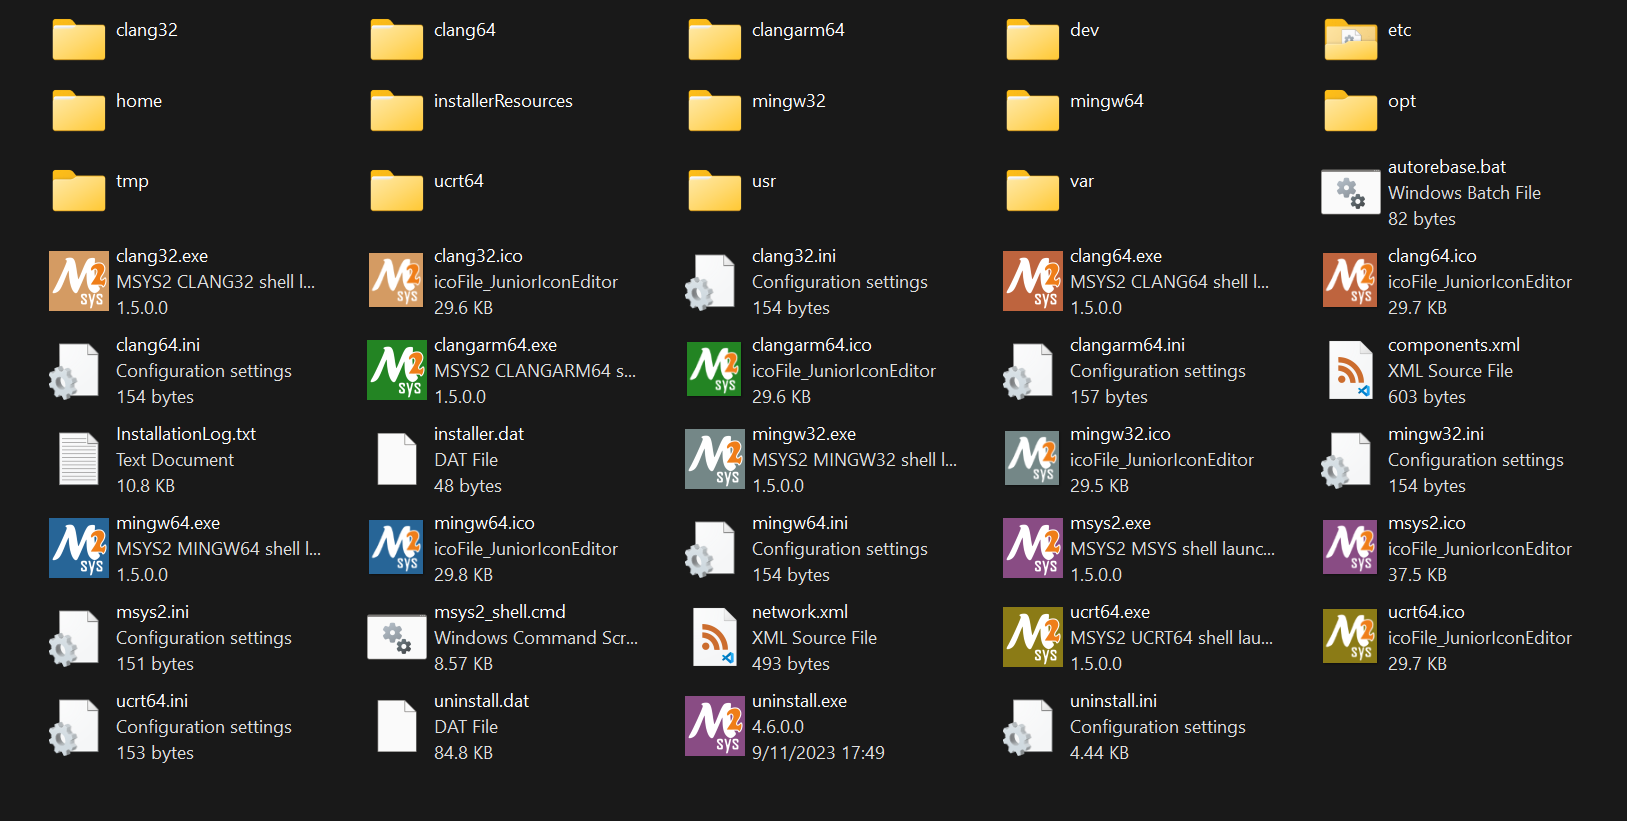 clang32
clang64
clangarm64
dev
etc
home
installerResources
mingw32
mingw64
opt
tmp
ucrt64
usr
var
autorebase.bat
Windows Batch File
82 bytes
clang32.exe
MSYS2 CLANG32 shell l...
1.5.0.0
clang32.ico
icoFile_JuniorIconEditor
29.6 KB
clang32.ini
Configuration settings
154 bytes
clang64.exe
MSYS2 CLANG64 shell l...
1.5.0.0
clang64.ico
icoFile_JuniorIconEditor
29.7 KB
clang64.ini
Configuration settings
154 bytes
clangarm64.exe
MSYS2 CLANGARM64 s...
1.5.0.0
clangarm64.ico
icoFile_JuniorIconEditor
29.6 KB
clangarm64.ini
Configuration settings
157 bytes
components.xml
XML Source File
603 bytes
InstallationLog.txt
Text Document
10.8 KB
installer.dat
DAT File
48 bytes
mingw32.exe
MSYS2 MINGW32 shell l...
1.5.0.0
mingw32.ico
icoFile_JuniorIconEditor
29.5 KB
mingw32.ini
Configuration settings
154 bytes
mingw64.exe
MSYS2 MINGW64 shell l...
1.5.0.0
mingw64.ico
icoFile_JuniorIconEditor
29.8 KB
mingw64.ini
Configuration settings
154 bytes
msys2.exe
MSYS2 MSYS shell launc...
1.5.0.0
msys2.ico
icoFile_JuniorIconEditor
37.5 KB
msys2.ini
Configuration settings
151 bytes
msys2_shell.cmd
Windows Command Scr...
8.57 KB
network.xml
XML Source File
493 bytes
ucrt64.exe
MSYS2 UCRT64 shell lau...
1.5.0.0
ucrt64.ico
icoFile_JuniorIconEditor
29.7 KB
ucrt64.ini
Configuration settings
153 bytes
uninstall.dat
DAT File
84.8 KB
uninstall.exe
4.6.0.0
9/11/2023 17:49
uninstall.ini
Configuration settings
4.44 KB